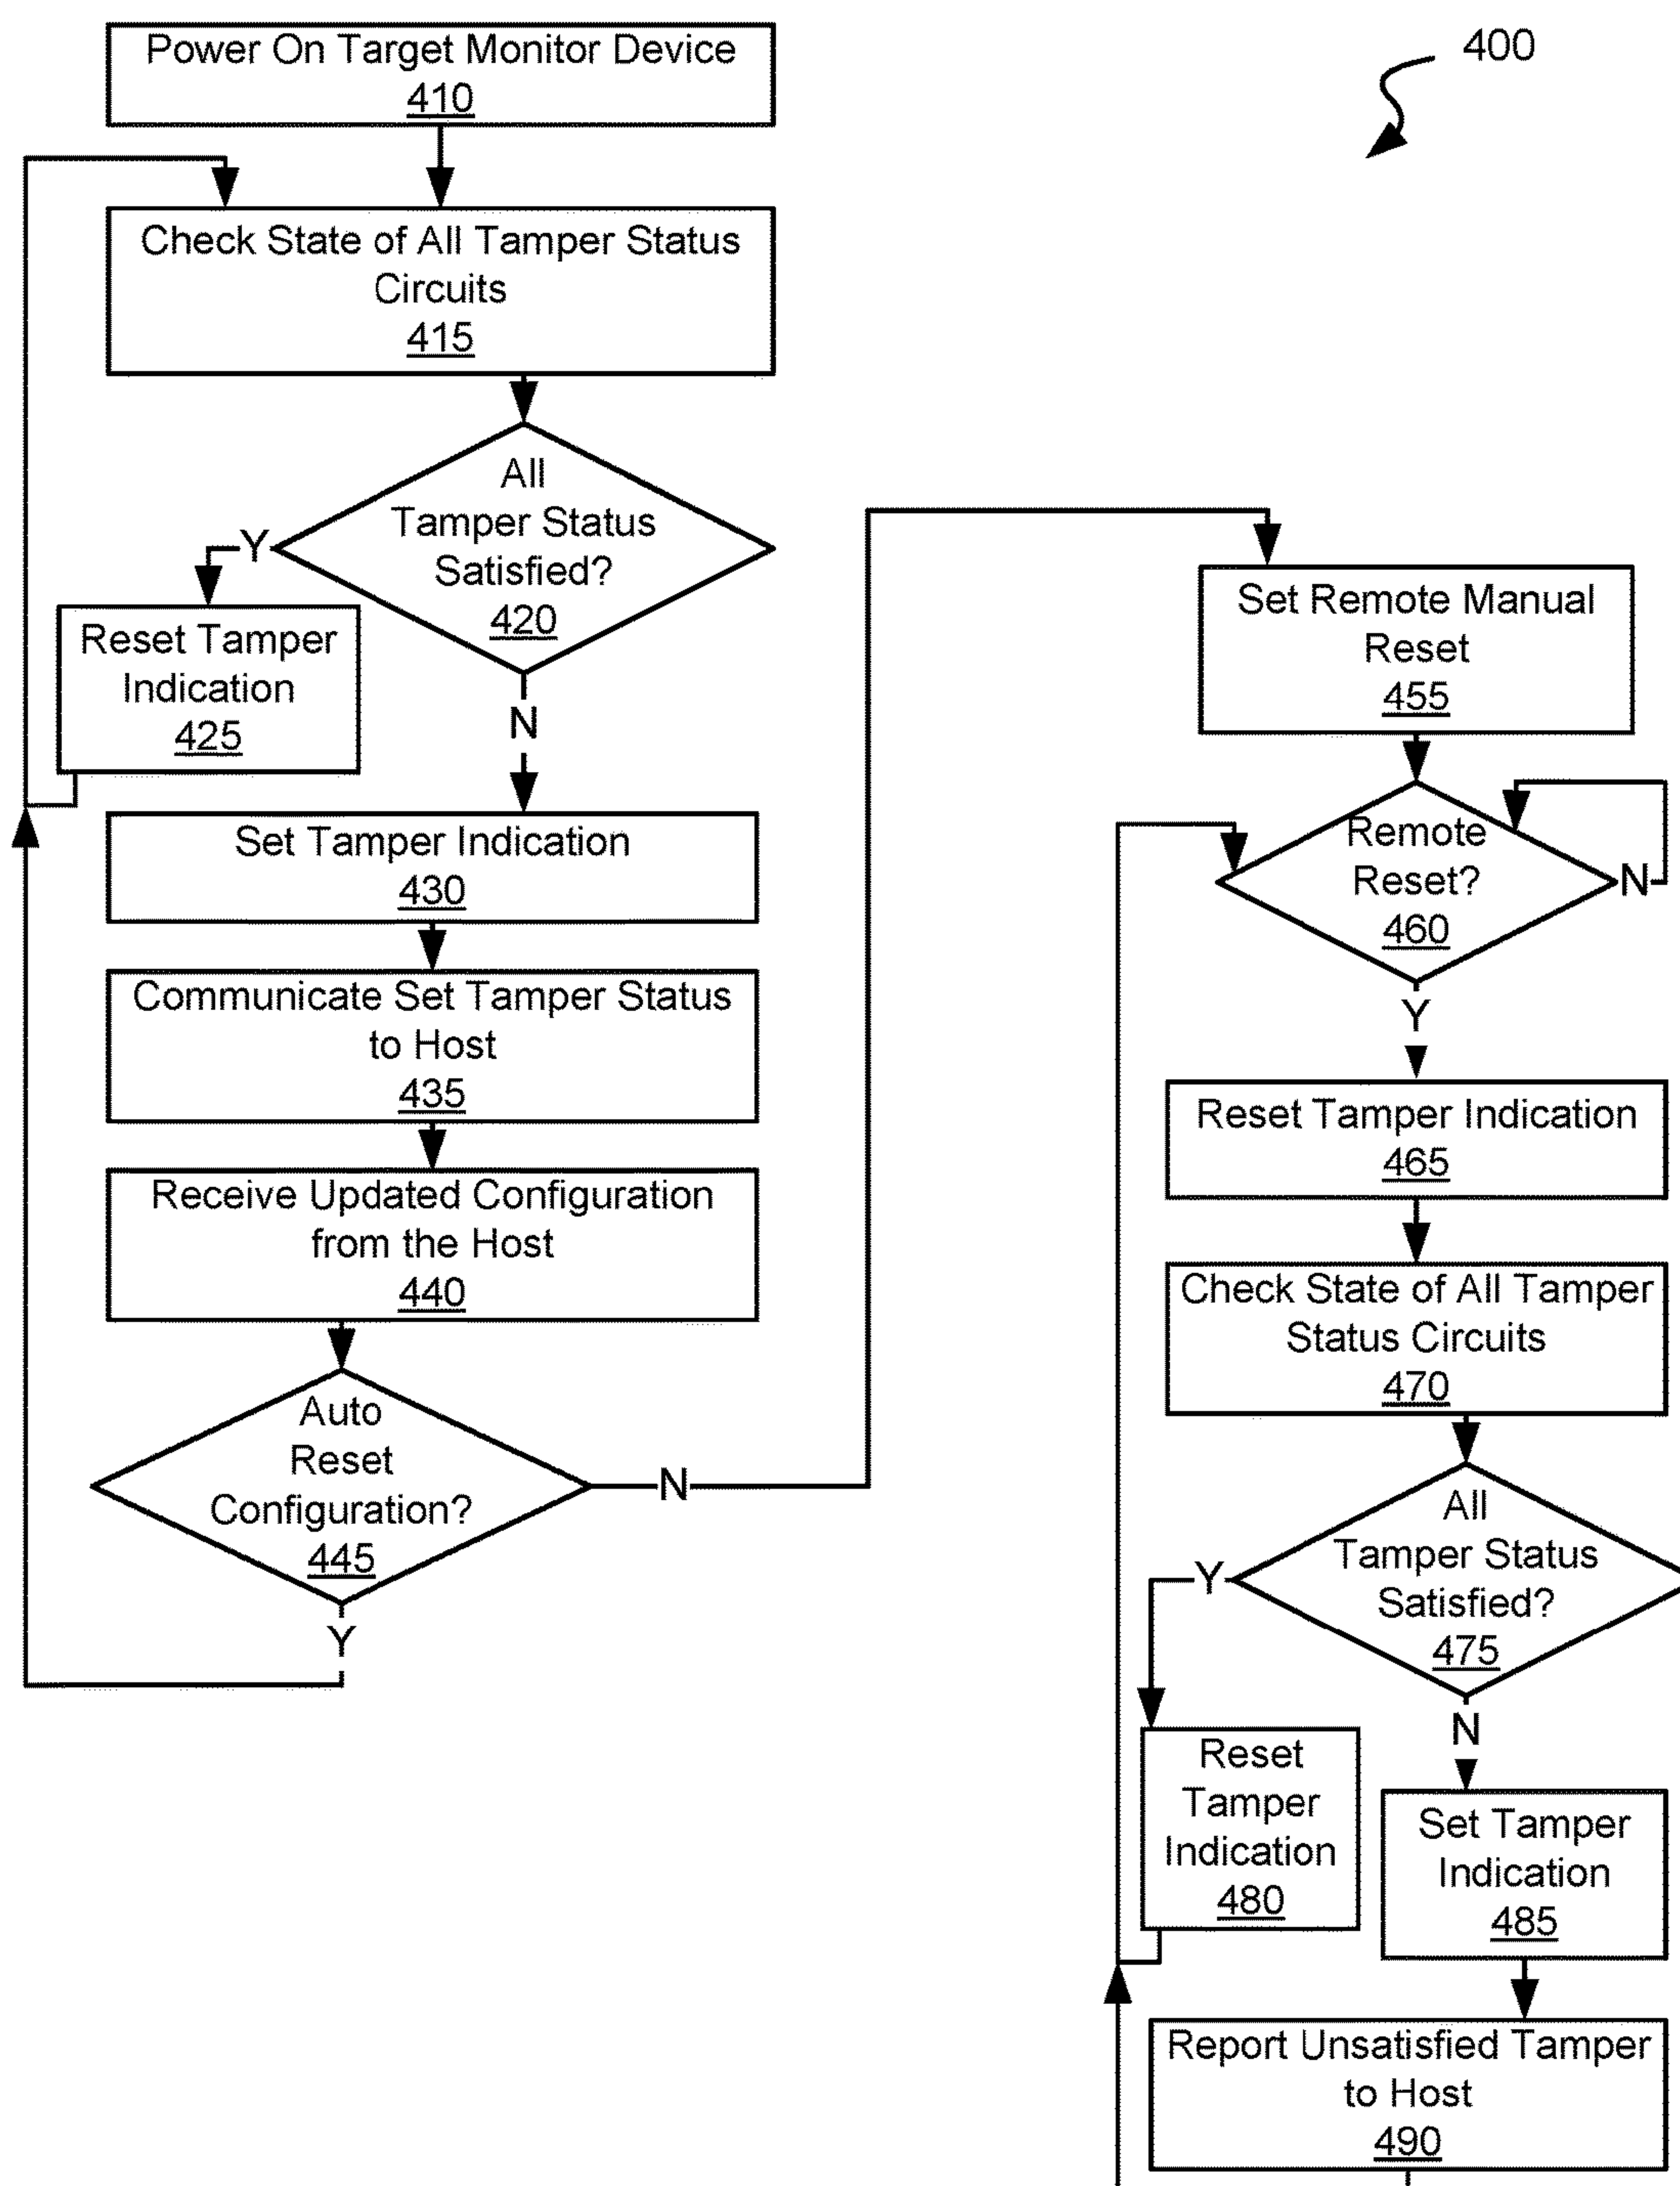 400
Power On Target Monitor Device
410
Check State of All Tamper Status
Circuits
415
All
Tamper Status
Satisfied?
420
Y
N
Reset Tamper
Indication
425
Set Tamper Indication
430
Communicate Set Tamper Status
to Host
435
Receive Updated Configuration
from the Host
440
Auto
Reset
Configuration?
445
N
Y
Set Remote Manual
Reset
455
Remote
Reset?
460
N
Y
Reset Tamper Indication
465
Check State of All Tamper
Status Circuits
470
All
Tamper Status
Satisfied?
475
Y
N
Reset
Tamper
Indication
480
Set Tamper
Indication
485
Report Unsatisfied Tamper
to Host
490